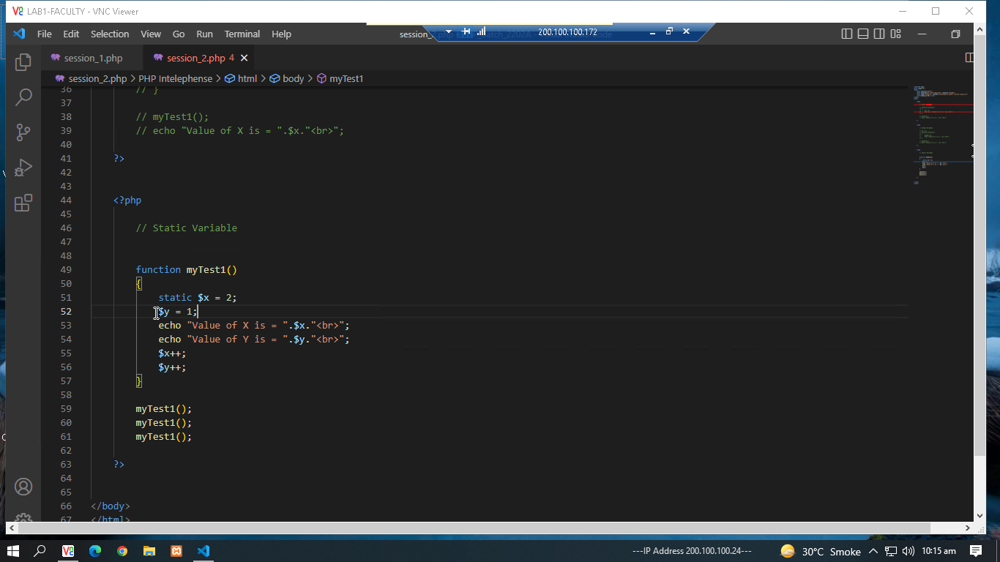 LAB1-FACULTY - VNC Viewer
File Edit Selection View Go Run Terminal Help
200.100.100.172
session_1.php
session_2.php 4
session_2.php > PHP Intelephense > html > body > myTest1
36 // }
37
38 // myTest1();
39 // echo "Value of X is = ".$x."<br>";
40
41 ?>
42
43
44 <?php
45
46 // Static Variable
47
48
49 function myTest1()
50 {
51 static $x = 2;
52 $y = 1;
53 echo "Value of X is = ".$x."<br>";
54 echo "Value of Y is = ".$y."<br>";
55 $x++;
56 $y++;
57 }
58
59 myTest1();
60 myTest1();
61 myTest1();
62
63 ?>
64
65
66 </body>
67 </html>
---IP Address 200.100.100.24---
30°C Smoke
10:15 am